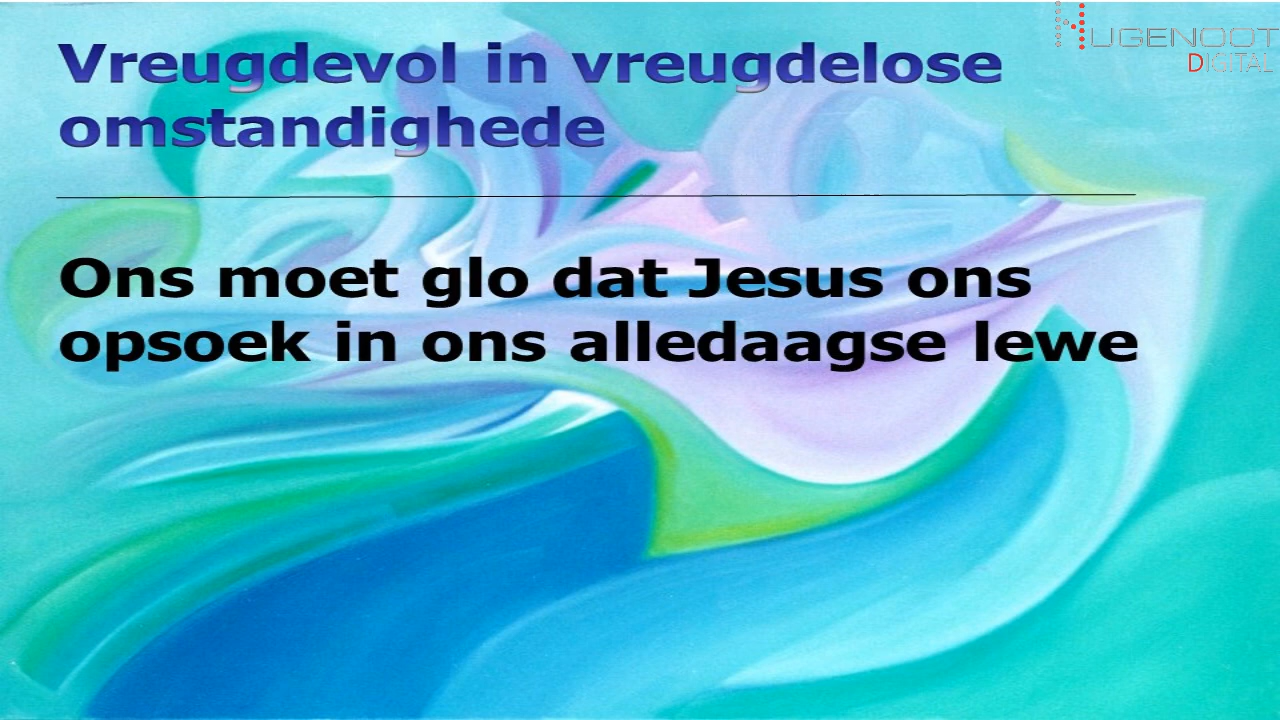 HUGENOOT
DIGITAL
Vreugdevol in vreugdelose
omstandighede
Ons moet glo dat Jesus ons
opsoek in ons alledaagse lewe